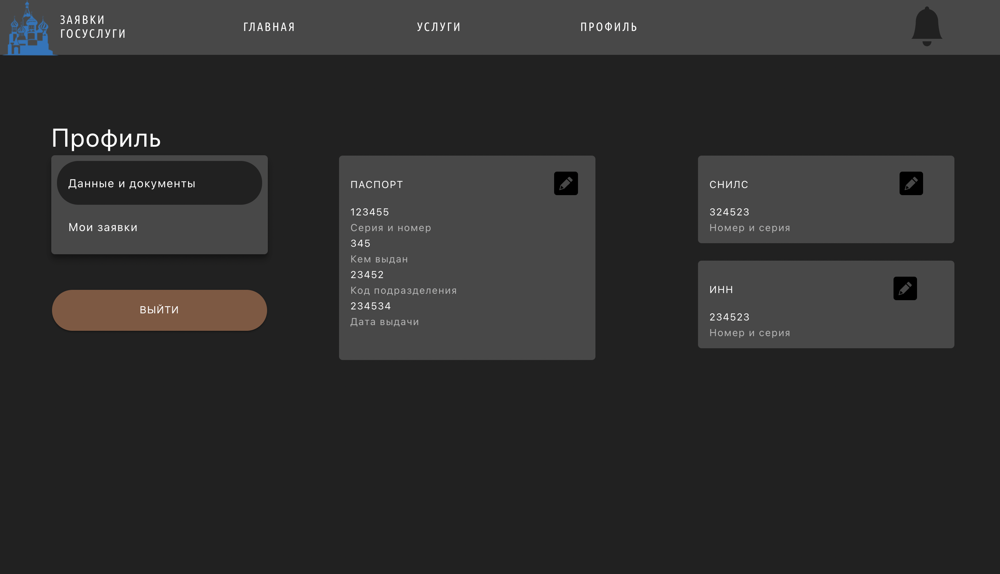 ЗАЯВКИ
ГОСУСЛУГИ
ГЛАВНАЯ
УСЛУГИ
ПРОФИЛЬ
Профиль
Данные и документы
Мои заявки
ВЫЙТИ
ПАСПОРТ
123455
Серия и номер
345
Кем выдан
23452
Код подразделения
234534
Дата выдачи
СНИЛС
324523
Номер и серия
ИНН
234523
Номер и серия